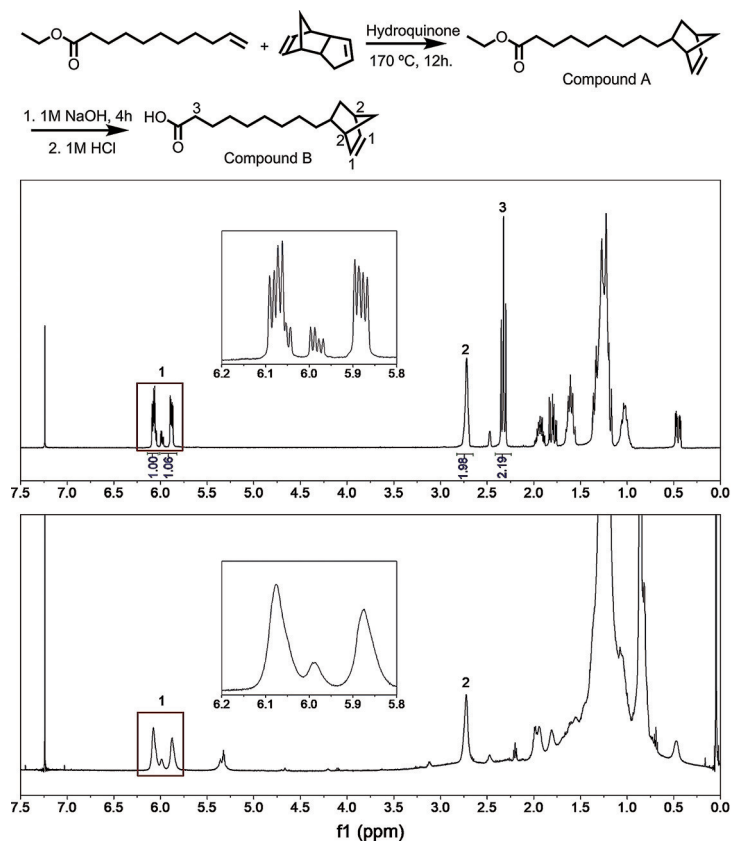 O
O
+
Hydroquinone
170 ºC, 12h.
O
O
Compound A
1. 1M NaOH, 4h
2. 1M HCl
HO
O
3
2
2
1
1
Compound B
1
2
3
6.2 6.1 6.0 5.9 5.8
1.00
1.06
1.98
2.19
7.5 7.0 6.5 6.0 5.5 5.0 4.5 4.0 3.5 3.0 2.5 2.0 1.5 1.0 0.5 0.0
1
2
6.2 6.1 6.0 5.9 5.8
7.5 7.0 6.5 6.0 5.5 5.0 4.5 4.0 3.5 3.0 2.5 2.0 1.5 1.0 0.5 0.0
f1 (ppm)